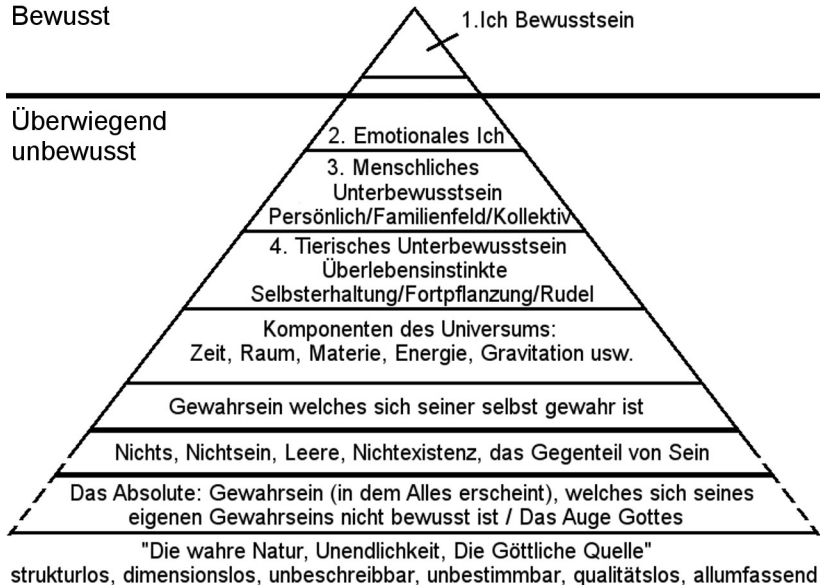 Bewusst
1.Ich Bewusstsein
Überwiegend
unbewusst
2. Emotionales Ich
3. Menschliches
Unterbewusstsein
Persönlich/Familienfeld/Kollektiv
4. Tierisches Unterbewusstsein
Überlebensinstinkte
Selbsterhaltung/Fortpflanzung/Rudel
Komponenten des Universums:
Zeit, Raum, Materie, Energie, Gravitation usw.
Gewahrsein welches sich seiner selbst gewahr ist
Nichts, Nichtsein, Leere, Nichtexistenz, das Gegenteil von Sein
Das Absolute: Gewahrsein (in dem Alles erscheint), welches sich seines
eigenen Gewahrseins nicht bewusst ist / Das Auge Gottes
"Die wahre Natur, Unendlichkeit, Die Göttliche Quelle"
strukturlos, dimensionslos, unbeschreibbar, unbestimmbar, qualitätslos, allumfassend